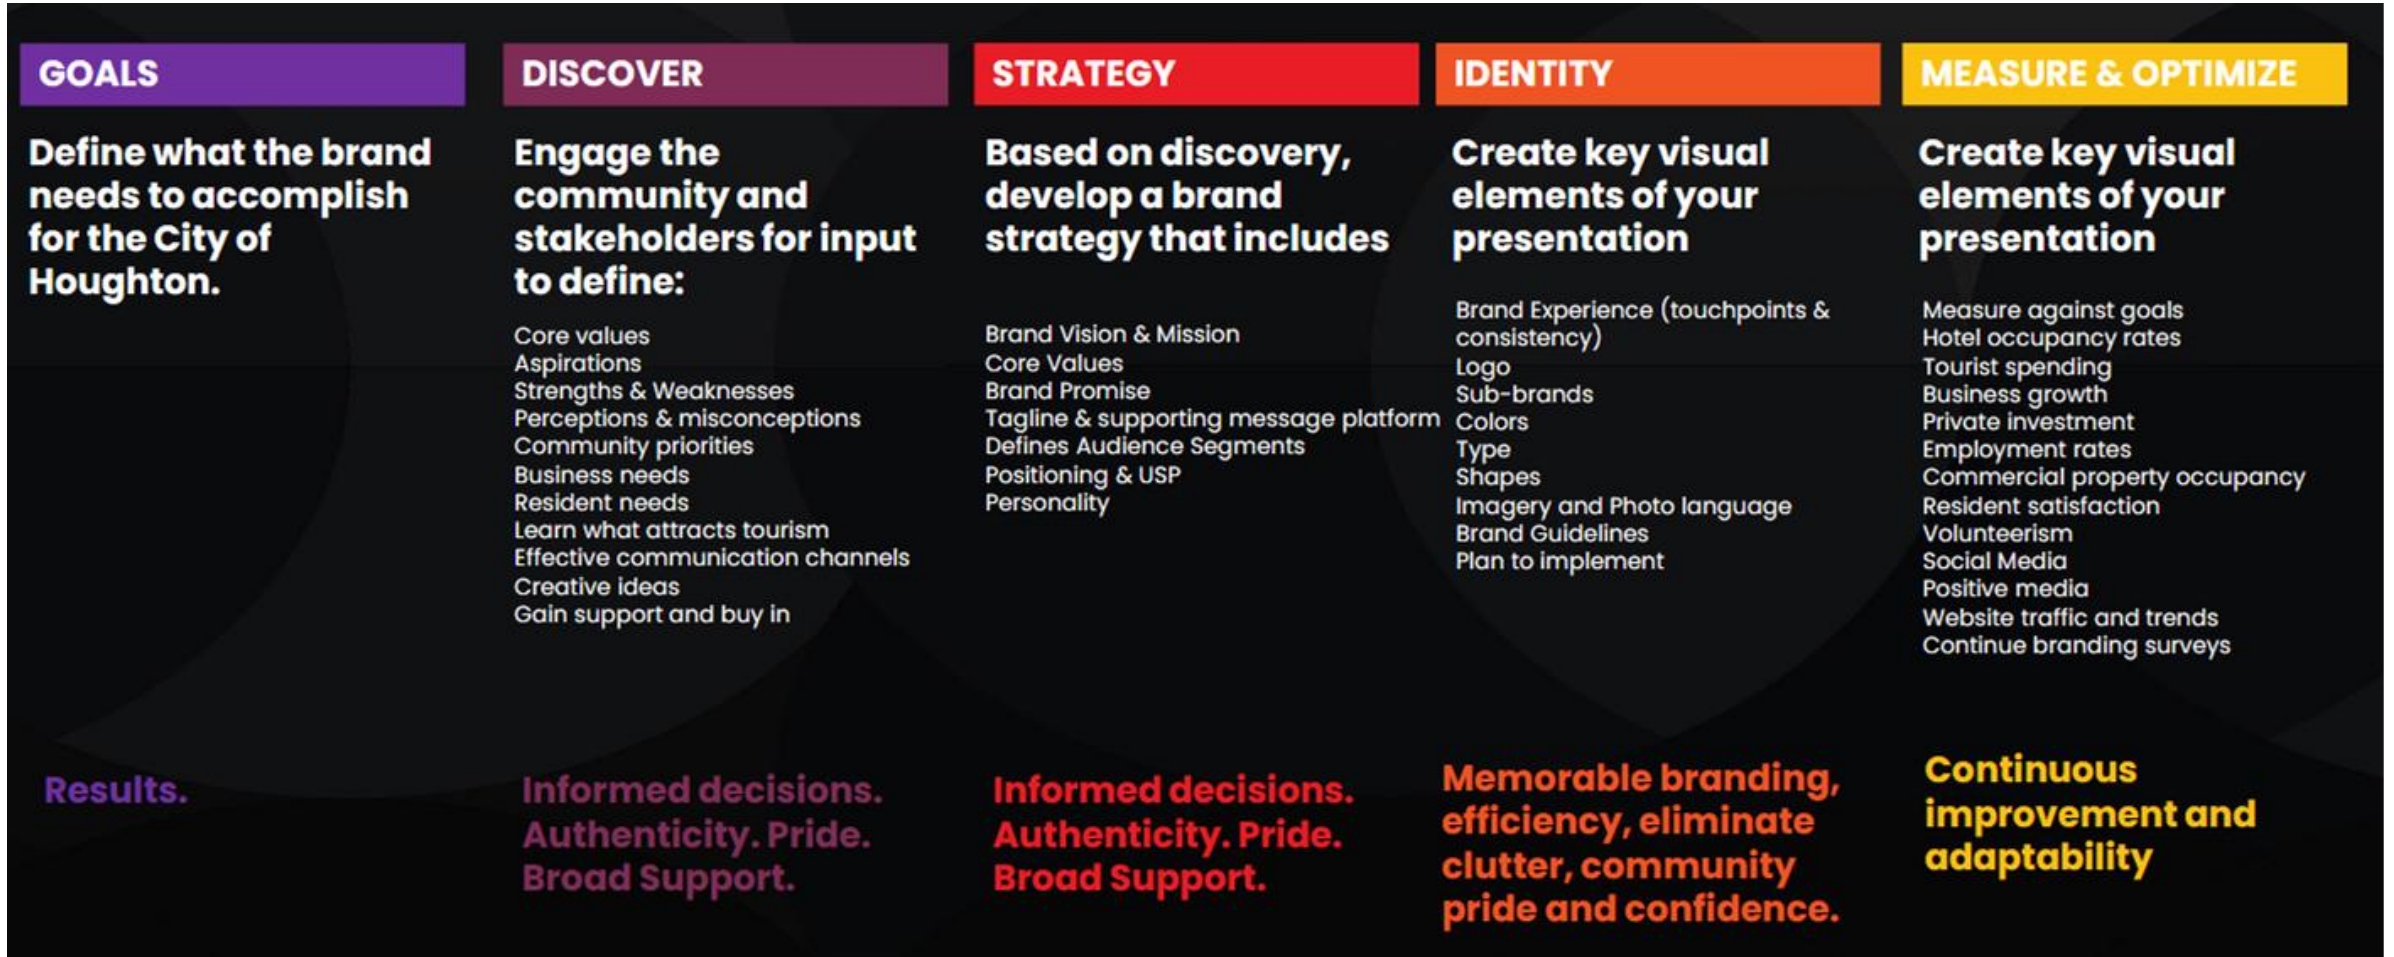 GOALS
Define what the brand
needs to accomplish
for the City of
Houghton.
Results.
DISCOVER
Engage the
community and
stakeholders for input
to define:
Core values
Aspirations
Strengths & Weaknesses
Perceptions & misconceptions
Community priorities
Business needs
Resident needs
Learn what attracts tourism
Effective communication channels
Creative ideas
Gain support and buy in
Informed decisions.
Authenticity. Pride.
Broad Support.
STRATEGY
Based on discovery,
develop a brand
strategy that includes
Brand Vision & Mission
Core Values
Brand Promise
Tagline & supporting message platform
Defines Audience Segments
Positioning & USP
Personality
Informed decisions.
Authenticity. Pride.
Broad Support.
IDENTITY
Create key visual
elements of your
presentation
Brand Experience (touchpoints &
consistency)
Logo
Sub-brands
Colors
Type
Shapes
Imagery and Photo language
Brand Guidelines
Plan to implement
Memorable branding,
efficiency, eliminate
clutter, community
pride and confidence.
MEASURE & OPTIMIZE
Create key visual
elements of your
presentation
Measure against goals
Hotel occupancy rates
Tourist spending
Business growth
Private investment
Employment rates
Commercial property occupancy
Resident satisfaction
Volunteerism
Social Media
Positive media
Website traffic and trends
Continue branding surveys
Continuous
improvement and
adaptability